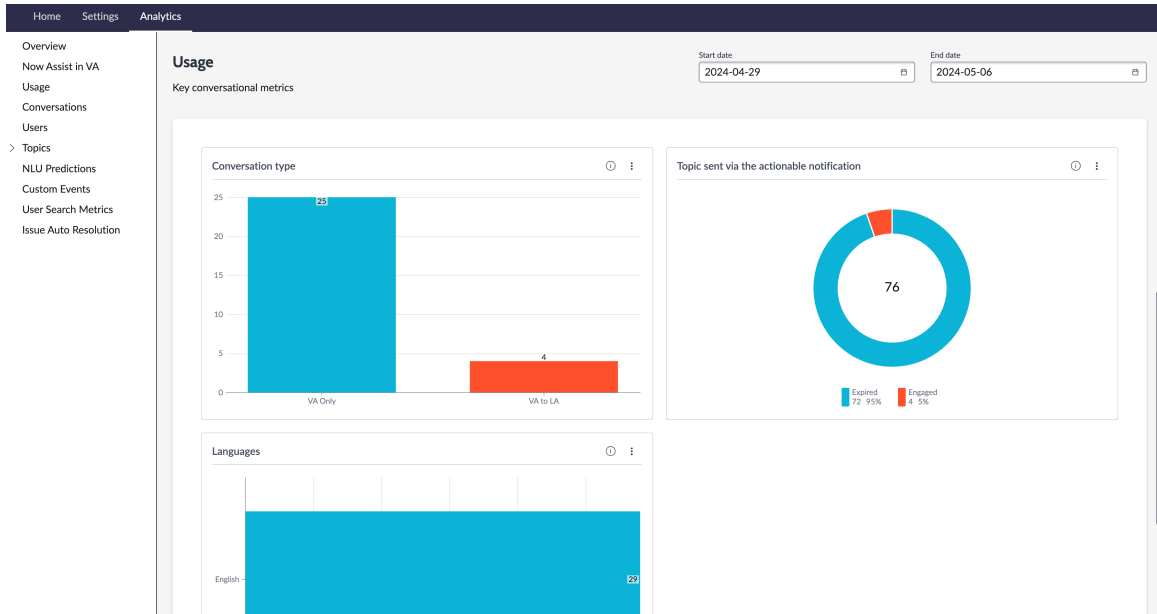 Home Settings Analytics
Overview
Now Assist in VA
Usage
Conversations
Users
Topics
NLU Predictions
Custom Events
User Search Metrics
Issue Auto Resolution
Usage
Key conversational metrics
Start date
2024-04-29
End date
2024-05-06
Conversation type
25
20
15
10
5
0
25
4
VA Only
VA to LA
Topic sent via the actionable notification
76
Expired
72 95%
Engaged
4 5%
Languages
English
29